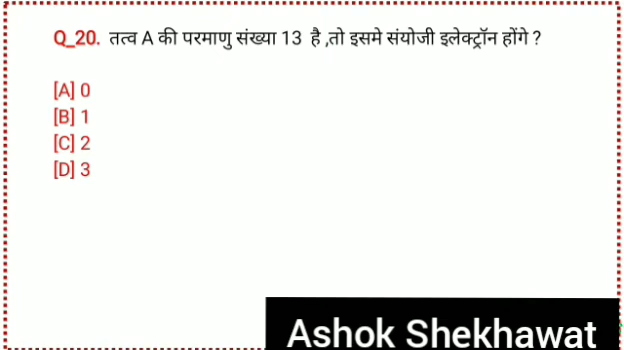 Q_20. तत्व A की परमाणु संख्या 13 है ,तो इसमे संयोजी इलेक्ट्रॉन होंगे ?
[A] 0
[B] 1
[C] 2
[D] 3
Ashok Shekhawat